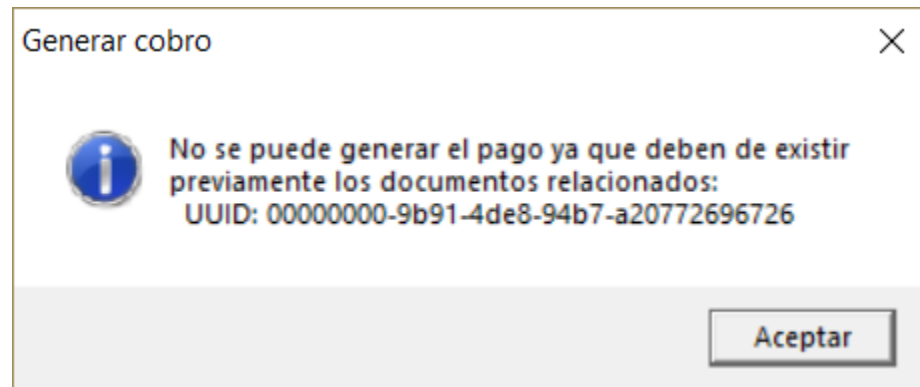 Generar cobro
No se puede generar el pago ya que deben de existir
previamente los documentos relacionados:
UUID: 00000000-9b91-4de8-94b7-a20772696726
Aceptar